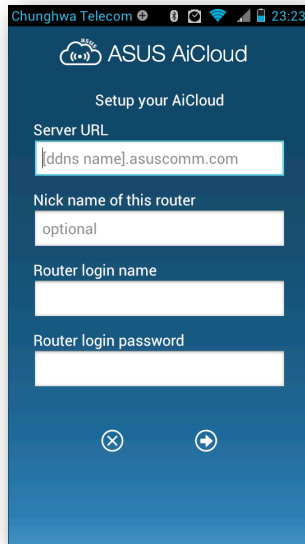 Chunghwa Telecom 23:23
asus
ASUS AiCloud
Setup your AiCloud
Server URL
[ddns name].asuscomm.com
Nick name of this router
optional
Router login name
Router login password